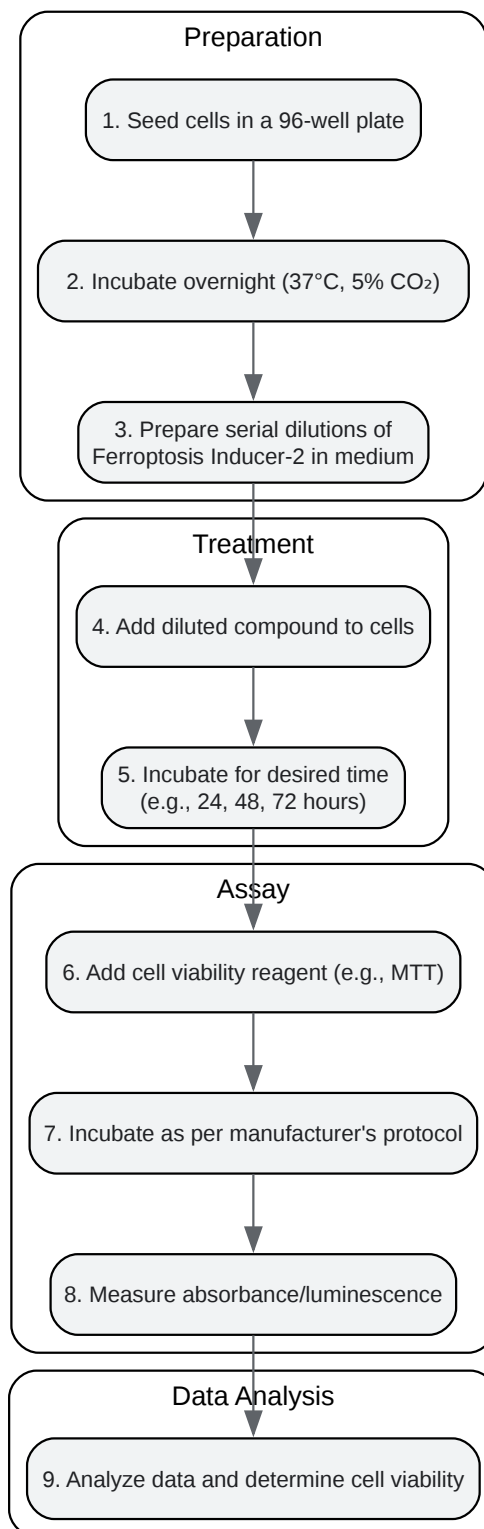 Preparation
1. Seed cells in a 96-well plate
2. Incubate overnight (37°C, 5% CO₂)
3. Prepare serial dilutions of
Ferroptosis Inducer-2 in medium
Treatment
4. Add diluted compound to cells
5. Incubate for desired time
(e.g., 24, 48, 72 hours)
Assay
6. Add cell viability reagent (e.g., MTT)
7. Incubate as per manufacturer's protocol
8. Measure absorbance/luminescence
Data Analysis
9. Analyze data and determine cell viability